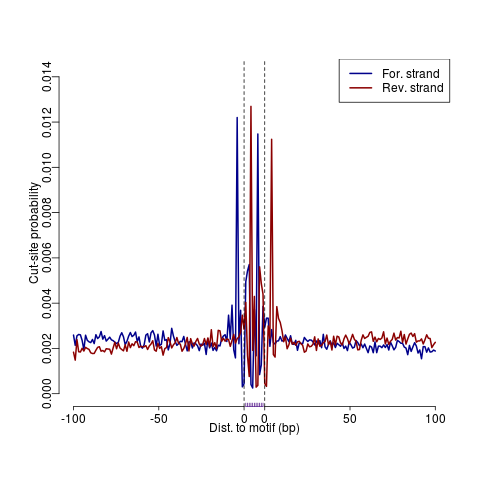 For. strand
Rev. strand
Cut-site probability
0.014
0.012
0.010
0.008
0.006
0.004
0.002
0.000
-100 -50 0 0 50 100
Dist. to motif (bp)